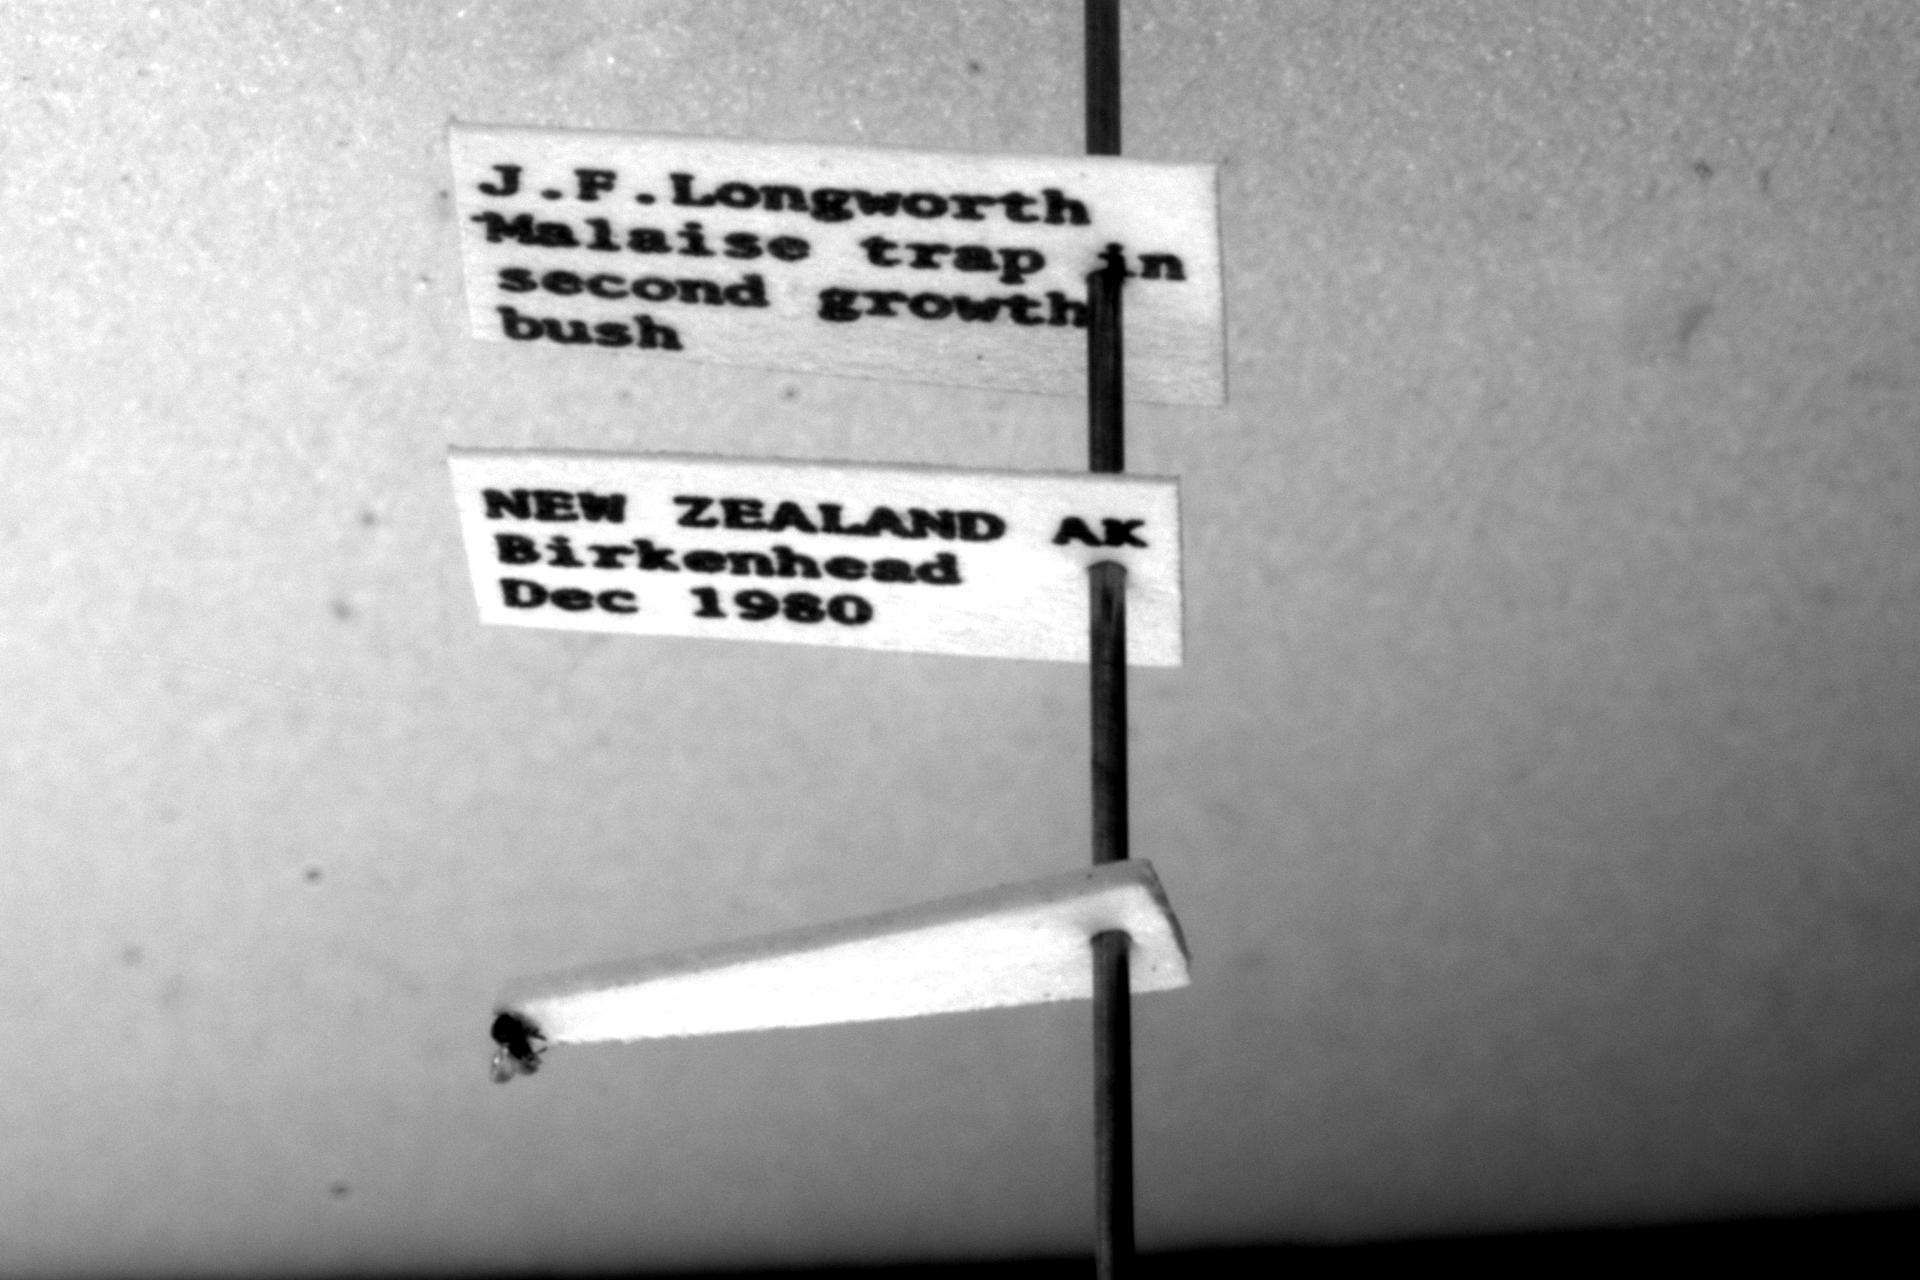 J.F.Longworth
Malaise trap in
second growth
bush
NEW ZEALAND AK
Birkenhead
Dec 1980